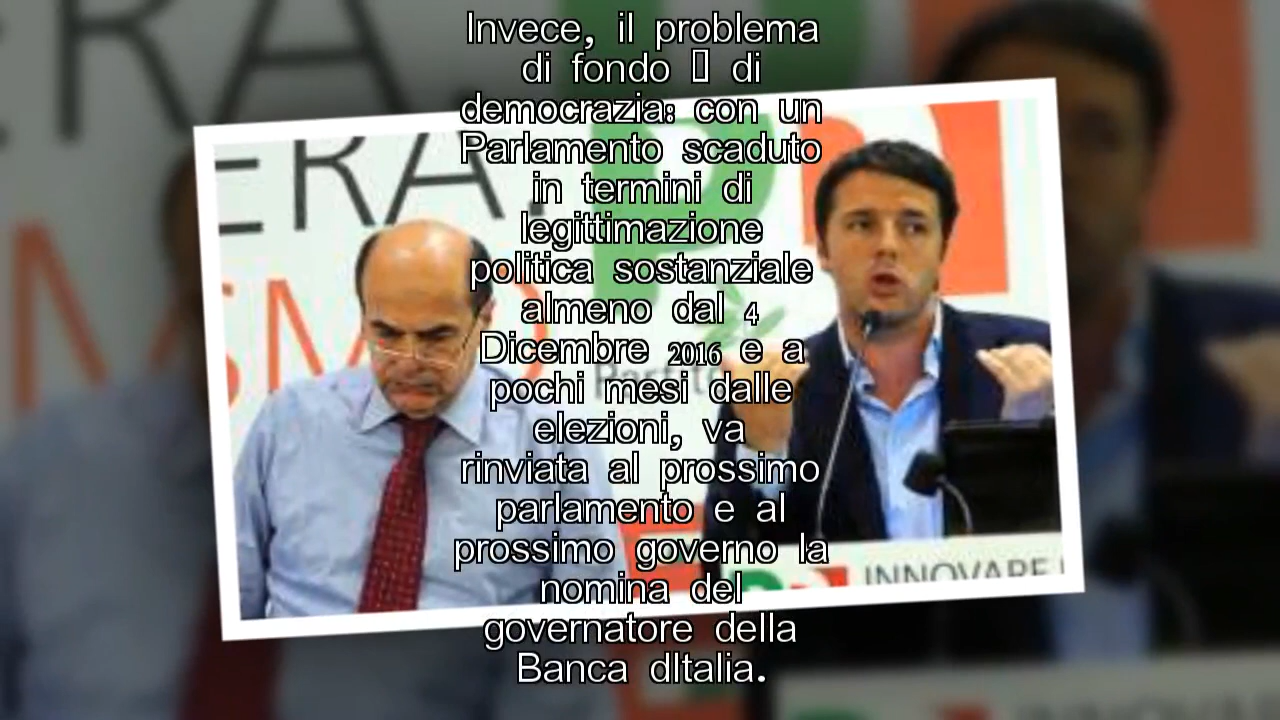 Invece, il problema
di fondo ▯ di
democrazia: con un
Parlamento scaduto
in termini di
legittimazione
politica sostanziale
almeno dal 4
Dicembre 2016 e a
pochi mesi dalle
elezioni, va
rinviata al prossimo
parlamento e al
prossimo governo la
nomina del
governatore della
Banca dItalia.
ERA.
INNOVARE